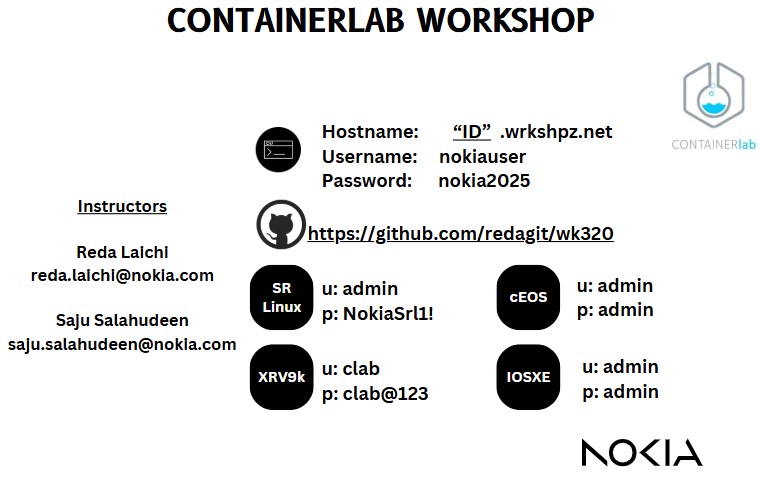 CONTAINERLAB WORKSHOP
CONTAINERlab
Hostname: “ID” .wrkshpz.net
Username: nokiauser
Password: nokia2025
https://github.com/redagit/wk320
Instructors
Reda Laichi
reda.laichi@nokia.com
Saju Salahudeen
saju.salahudeen@nokia.com
SR
Linux
u: admin
p: NokiaSrl1!
cEOS
u: admin
p: admin
XRV9k
u: clab
p: clab@123
IOSXE
u: admin
p: admin
NOKIA